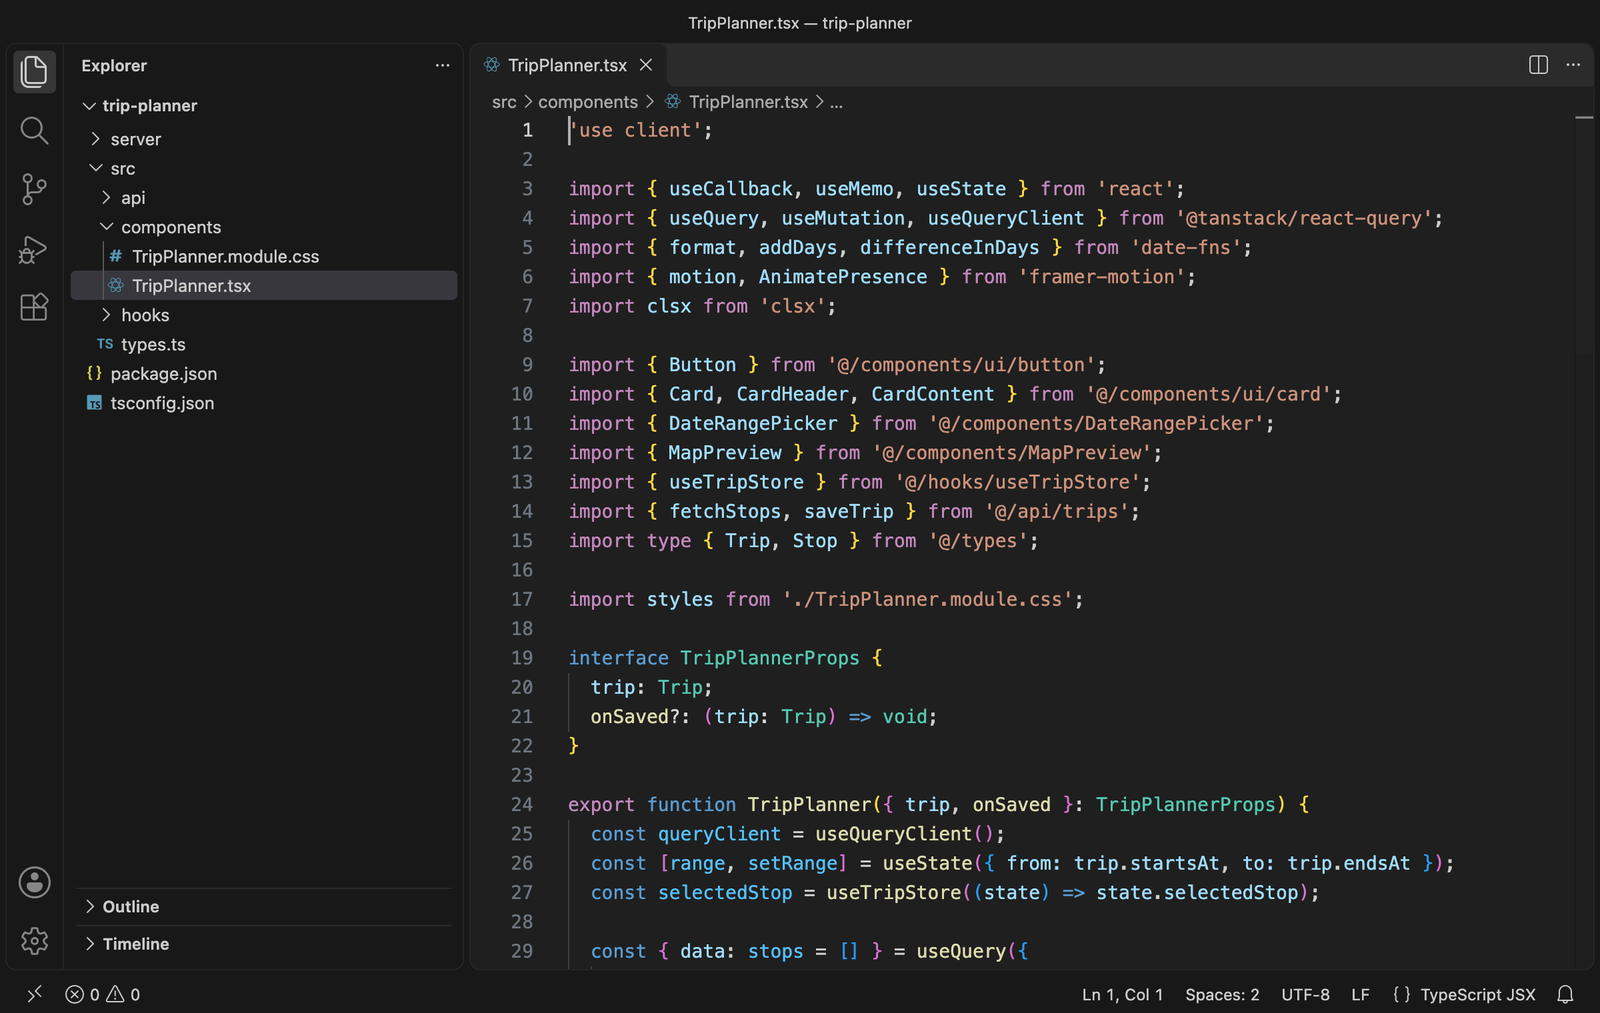 TripPlanner.tsx — trip-planner
Explorer
trip-planner
server
src
api
components
# TripPlanner.module.css
TripPlanner.tsx
hooks
TS types.ts
{} package.json
TS tsconfig.json
Outline
Timeline
TripPlanner.tsx
src > components > TripPlanner.tsx > ...
1 'use client';
2
3 import { useCallback, useMemo, useState } from 'react';
4 import { useQuery, useMutation, useQueryClient } from '@tanstack/react-query';
5 import { format, addDays, differenceInDays } from 'date-fns';
6 import { motion, AnimatePresence } from 'framer-motion';
7 import clsx from 'clsx';
8
9 import { Button } from '@/components/ui/button';
10 import { Card, CardHeader, CardContent } from '@/components/ui/card';
11 import { DateRangePicker } from '@/components/DateRangePicker';
12 import { MapPreview } from '@/components/MapPreview';
13 import { useTripStore } from '@/hooks/useTripStore';
14 import { fetchStops, saveTrip } from '@/api/trips';
15 import type { Trip, Stop } from '@/types';
16
17 import styles from './TripPlanner.module.css';
18
19 interface TripPlannerProps {
20   trip: Trip;
21   onSaved?: (trip: Trip) => void;
22 }
23
24 export function TripPlanner({ trip, onSaved }: TripPlannerProps) {
25   const queryClient = useQueryClient();
26   const [range, setRange] = useState({ from: trip.startsAt, to: trip.endsAt });
27   const selectedStop = useTripStore((state) => state.selectedStop);
28
29   const { data: stops = [] } = useQuery({
0 0
Ln 1, Col 1 Spaces: 2 UTF-8 LF {} TypeScript JSX